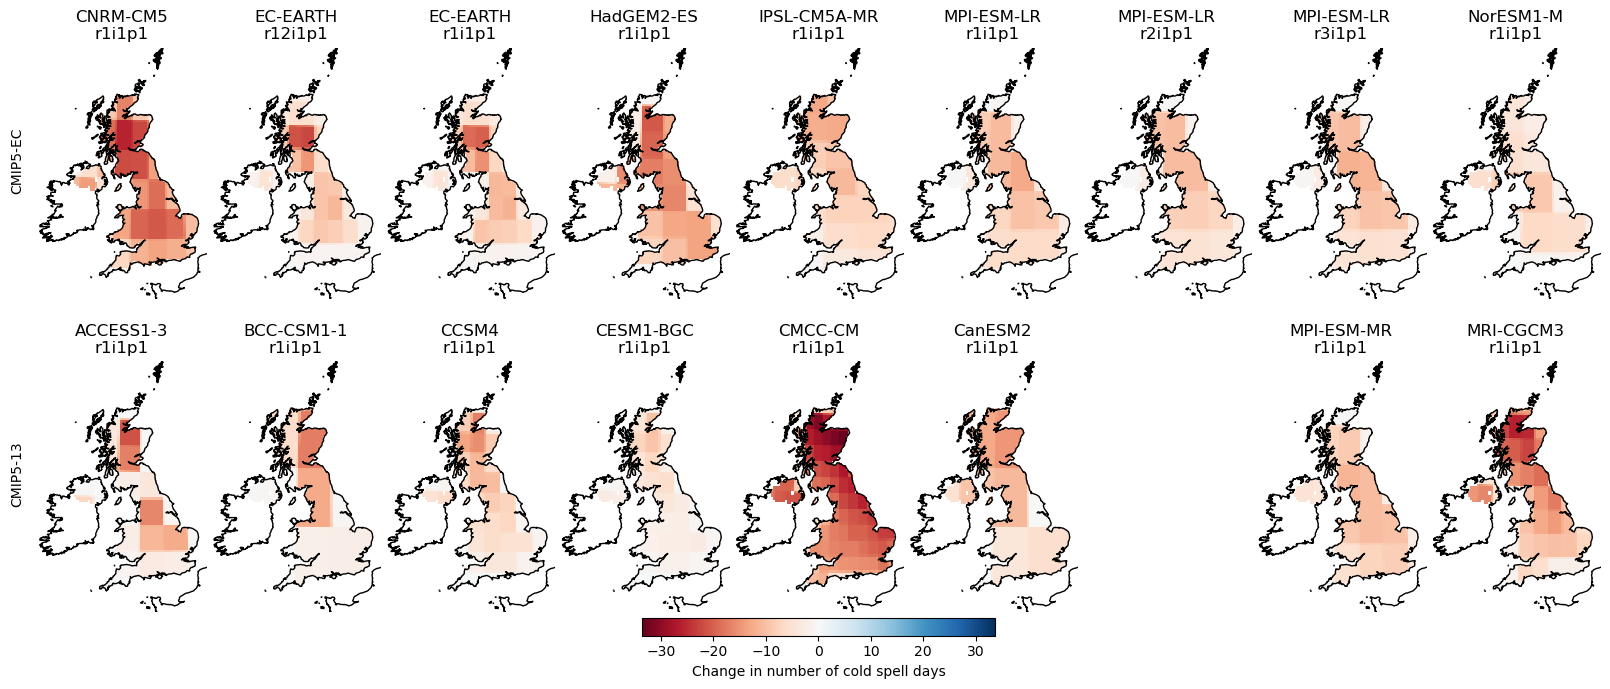 CNRM-CM5 EC-EARTH EC-EARTH HadGEM2-ES IPSL-CM5A-MR MPI-ESM-LR MPI-ESM-LR MPI-ESM-LR NorESM1-M
r1i1p1 r12i1p1 r1i1p1 r1i1p1 r1i1p1 r1i1p1 r2i1p1 r3i1p1 r1i1p1
CMIP5-EC
ACCESS1-3 BCC-CSM1-1 CCSM4 CESM1-BGC CMCC-CM CanESM2 MPI-ESM-MR MRI-CGCM3
r1i1p1 r1i1p1 r1i1p1 r1i1p1 r1i1p1 r1i1p1 r1i1p1 r1i1p1
CMIP5-13
−30 −20 −10 0 10 20 30
Change in number of cold spell days